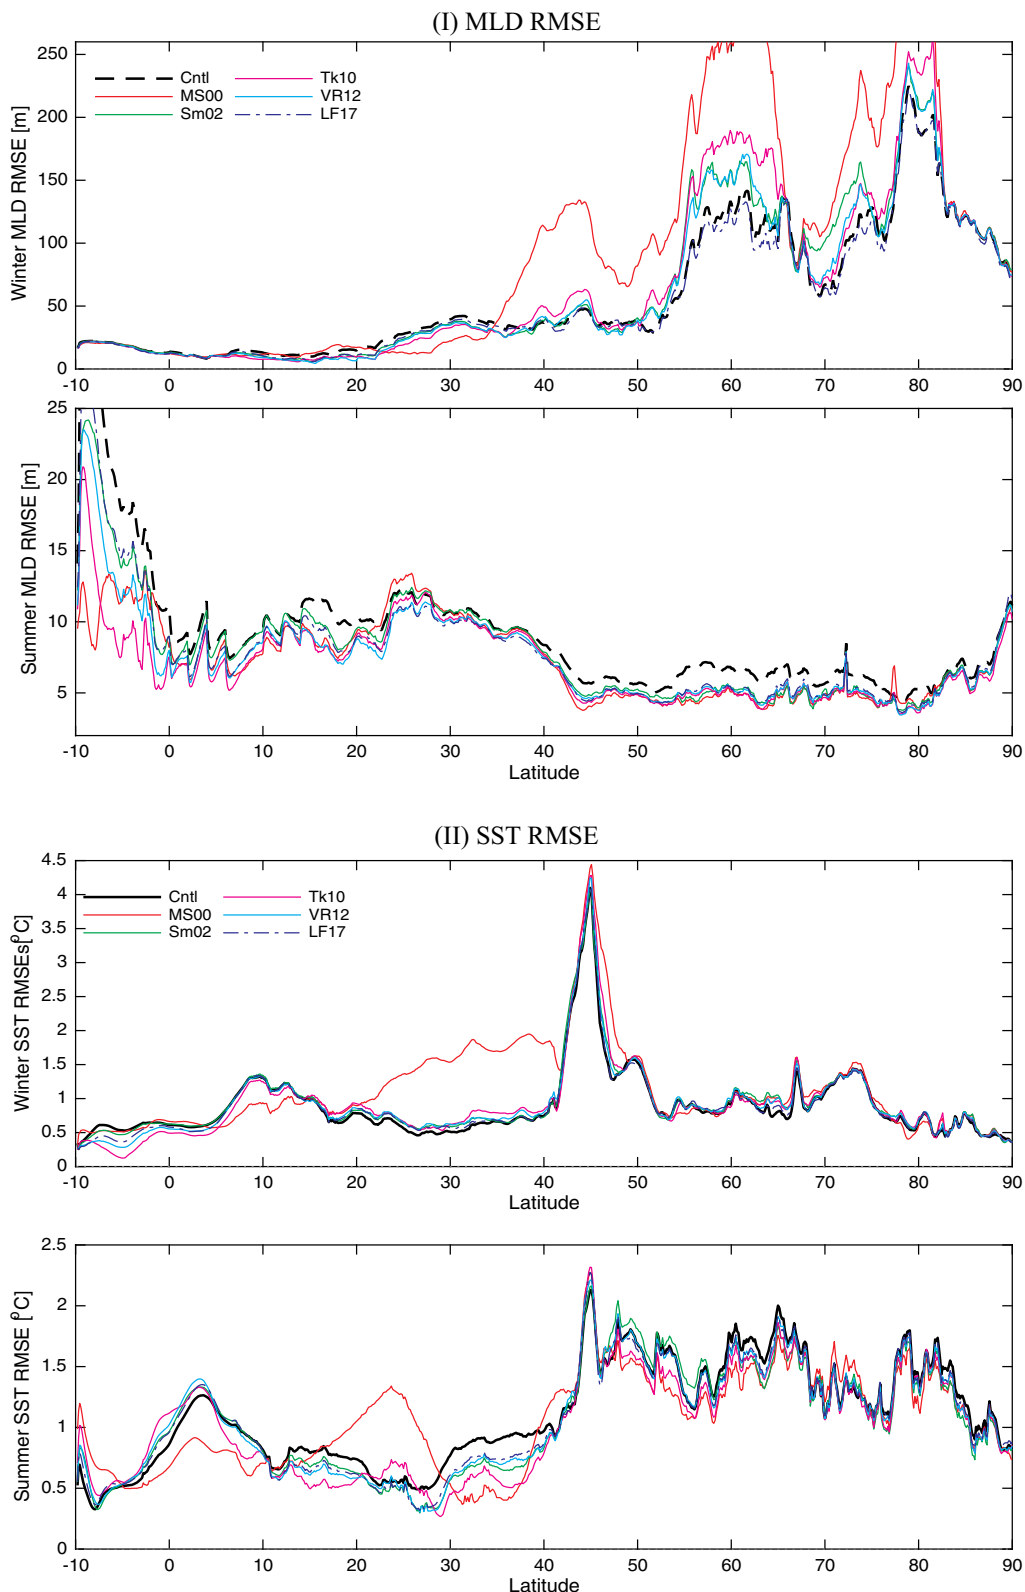 (I) MLD RMSE
Winter MLD RMSE [m]
250
200
150
100
50
0
Cntl
MS00
Sm02
Tk10
VR12
LF17
-10 0 10 20 30 40 50 60 70 80 90
Summer MLD RMSE [m]
25
20
15
10
5
-10 0 10 20 30 40 50 60 70 80 90
Latitude
(II) SST RMSE
Winter SST RMSEs[ºC]
4.5
4
3.5
3
2.5
2
1.5
1
0.5
0
Cntl
MS00
Sm02
Tk10
VR12
LF17
-10 0 10 20 30 40 50 60 70 80 90
Latitude
Summer SST RMSE [ºC]
2.5
2
1.5
1
0.5
0
-10 0 10 20 30 40 50 60 70 80 90
Latitude